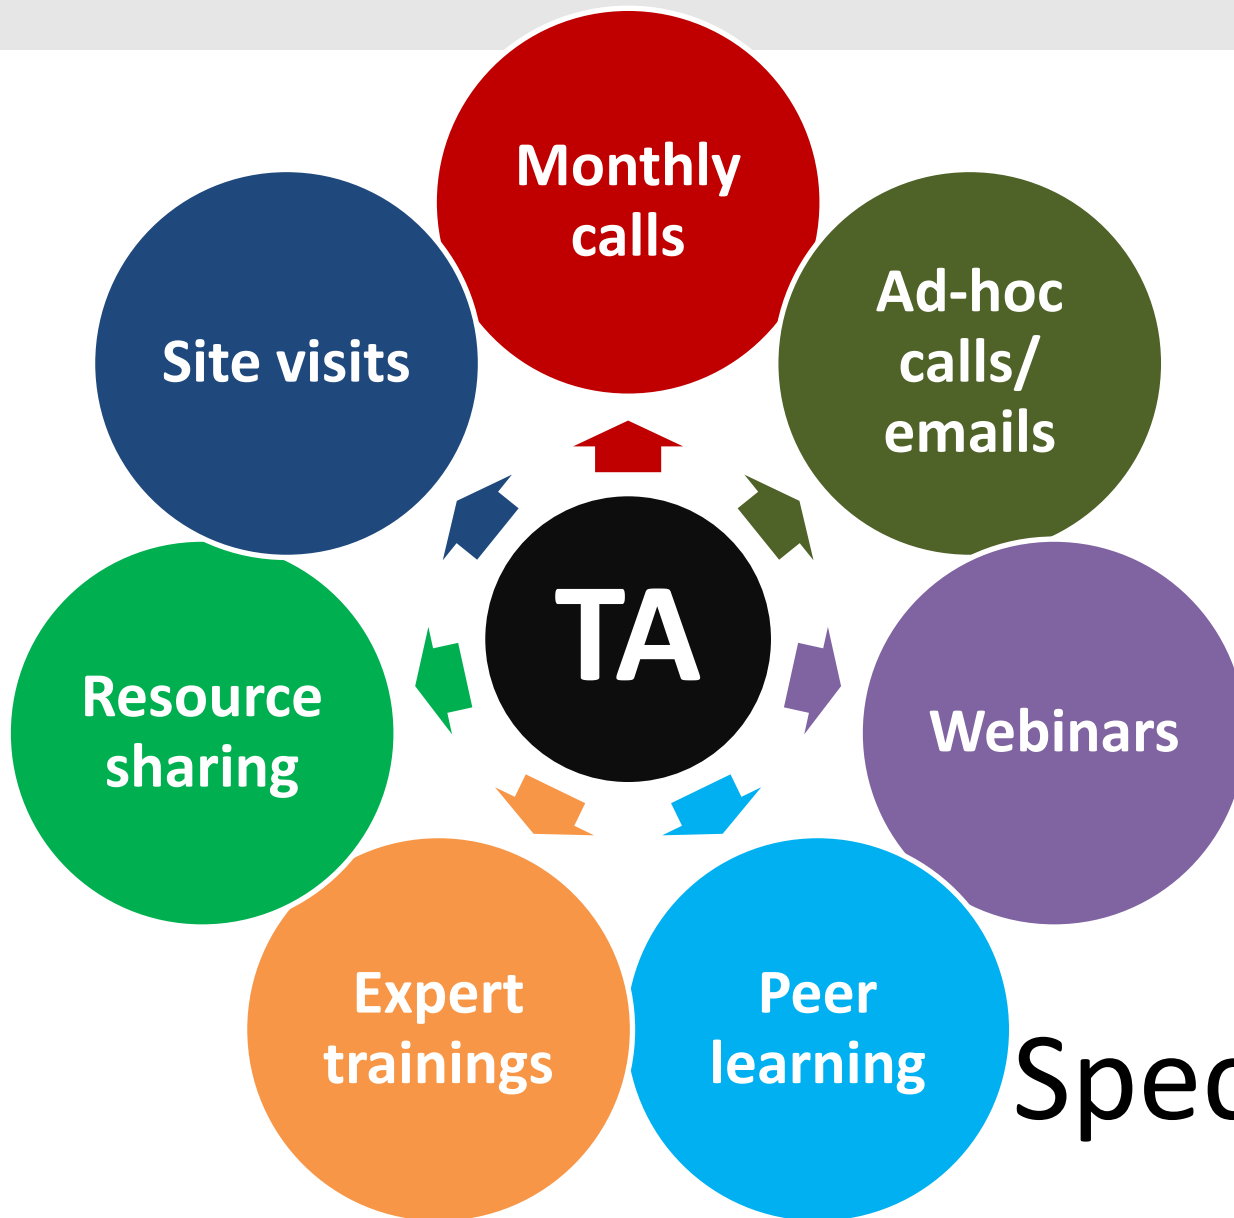 Monthly
calls
Ad-hoc
calls/
emails
Site visits
TA
Resource
sharing
Webinars
Expert
trainings
Peer
learning